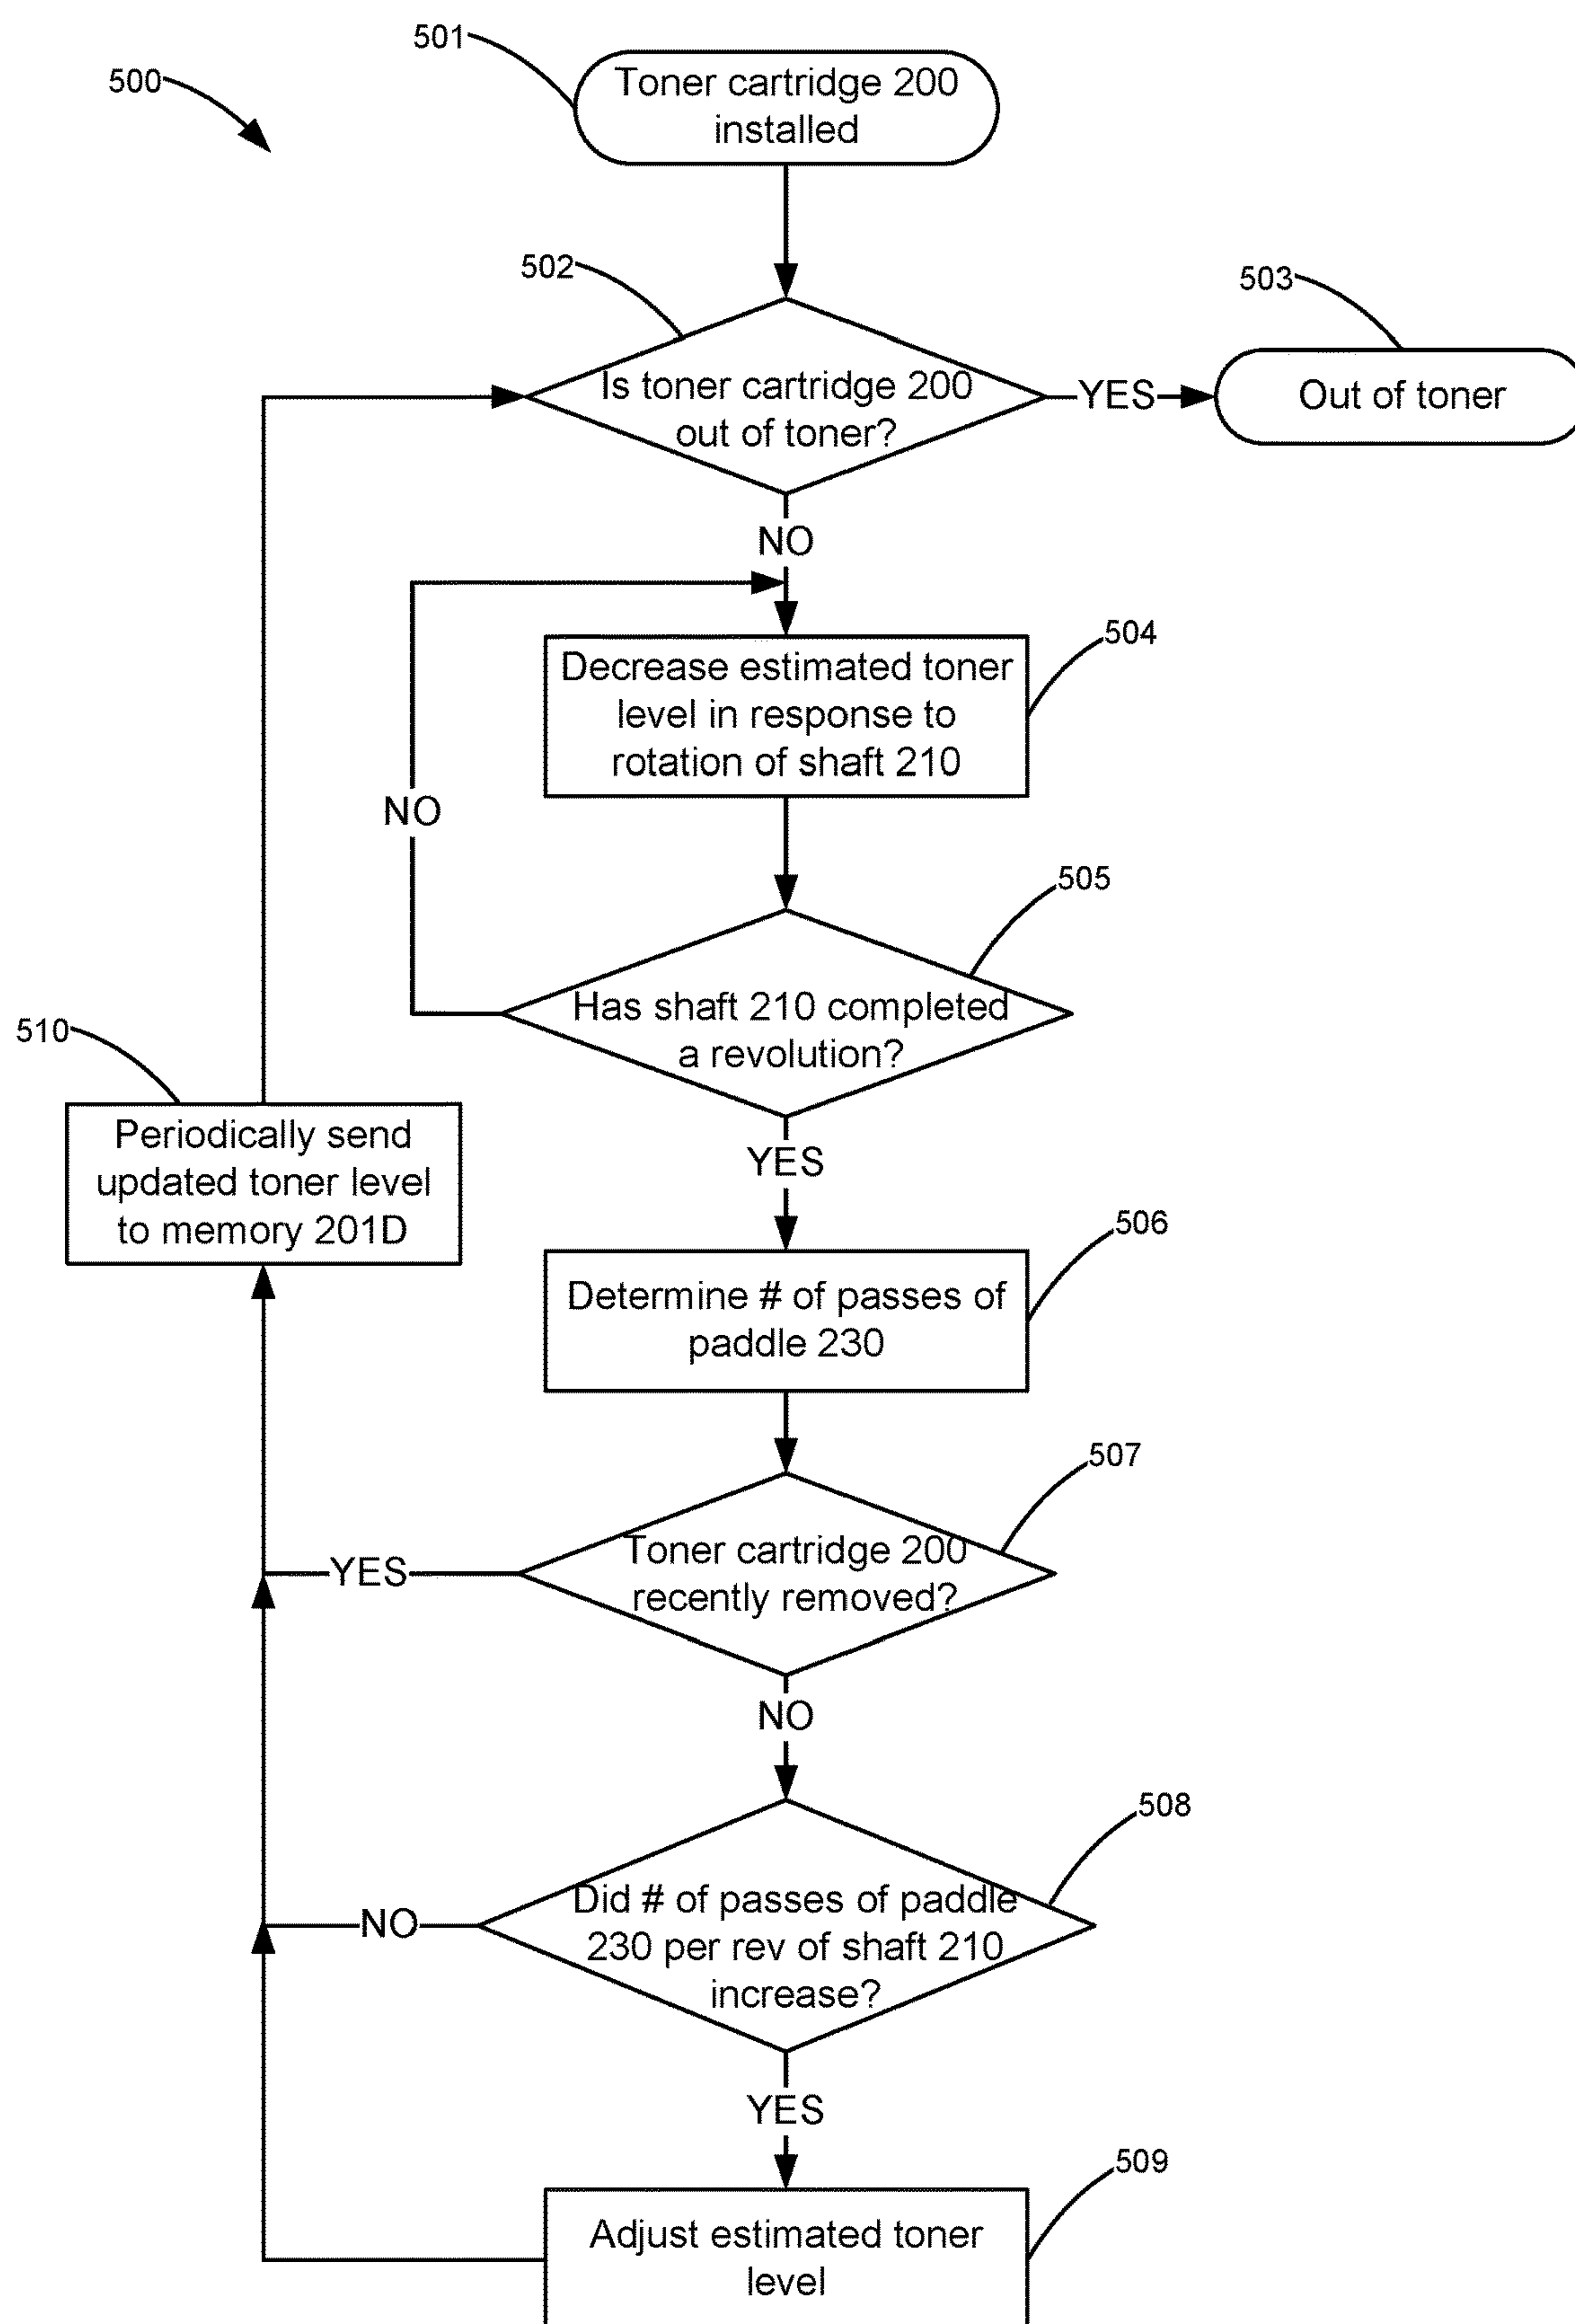 501
500
Toner cartridge 200
installed
502
503
Is toner cartridge 200
out of toner?
YES
Out of toner
NO
504
Decrease estimated toner
level in response to
rotation of shaft 210
NO
505
Has shaft 210 completed
a revolution?
510
Periodically send
updated toner level
to memory 201D
YES
506
Determine # of passes of
paddle 230
507
Toner cartridge 200
recently removed?
YES
NO
508
Did # of passes of paddle
230 per rev of shaft 210
increase?
NO
YES
509
Adjust estimated toner
level